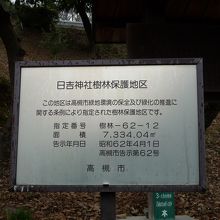 日吉神社樹林保護地区
この地区は高槻市緑地環境の保全及び緑化の推進に
関する条例により指定された保護地区です
指定番号 樹林-62-12
面積 7,334.04㎡
告示年月日 昭和62年4月1日
高槻市告示第62号
高槻市